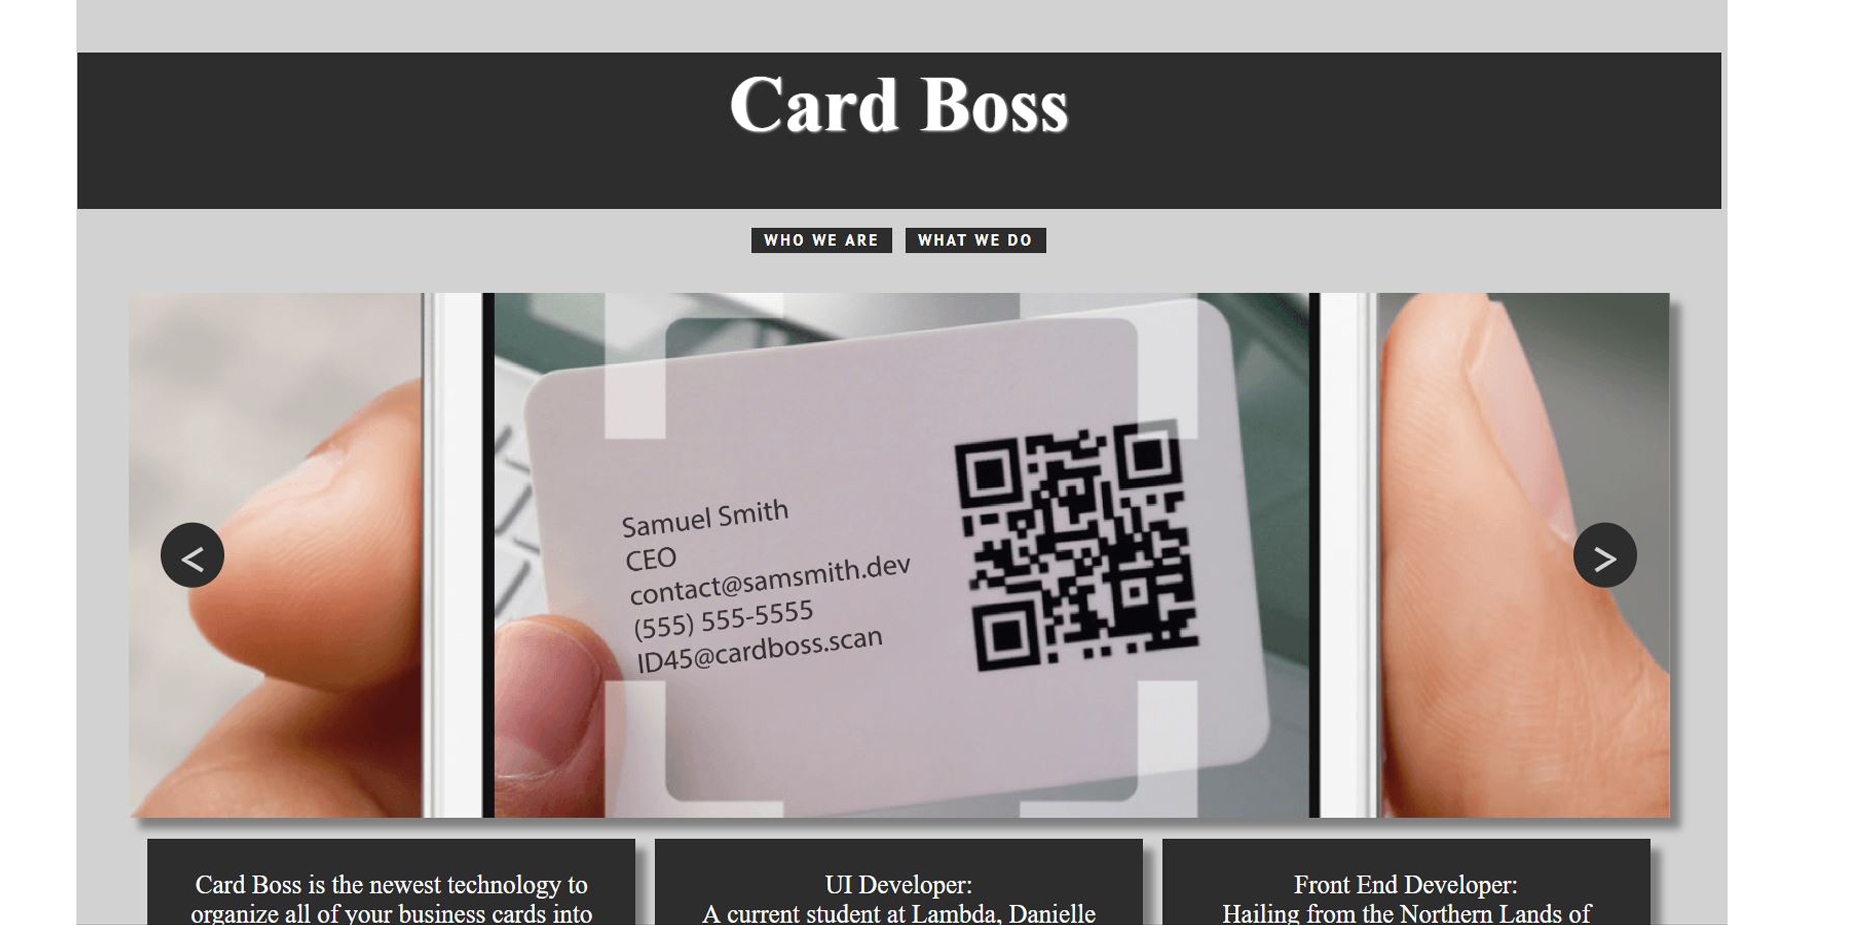 Card Boss
WHO WE ARE
WHAT WE DO
Samuel Smith
CEO
contact@samsmith.dev
(555) 555-5555
ID45@cardboss.scan
<
>
Card Boss is the newest technology to
organize all of your business cards into
UI Developer:
A current student at Lambda, Danielle
Front End Developer:
Hailing from the Northern Lands of